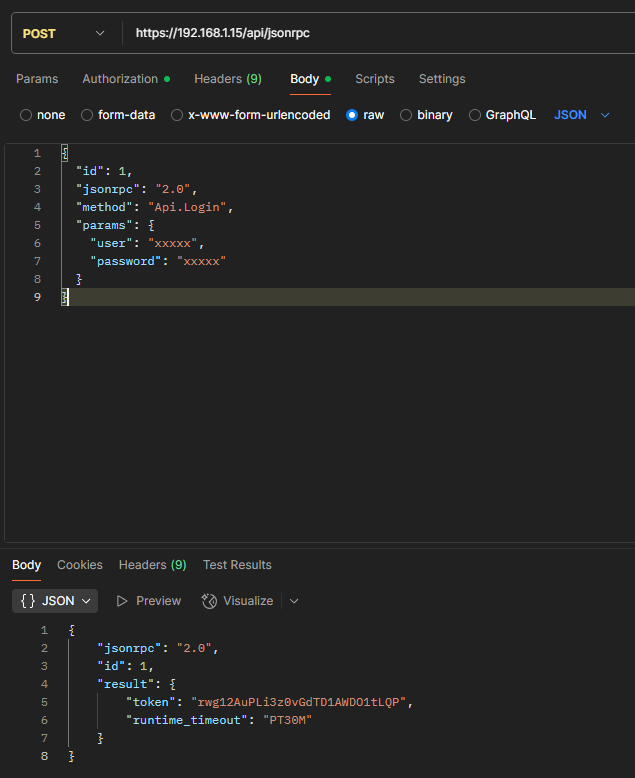 POST https://192.168.1.15/api/jsonrpc
Params Authorization Headers (9) Body Scripts Settings
none form-data x-www-form-urlencoded raw binary GraphQL JSON
1 {
2 "id": 1,
3 "jsonrpc": "2.0",
4 "method": "Api.Login",
5 "params": {
6 "user": "xxxxx",
7 "password": "xxxxx"
8 }
9 }
Body Cookies Headers (9) Test Results
{} JSON Preview Visualize
1 {
2 "jsonrpc": "2.0",
3 "id": 1,
4 "result": {
5 "token": "rwg12AuPLi3z0vGdTD1AWDO1tLQP",
6 "runtime_timeout": "PT30M"
7 }
8 }